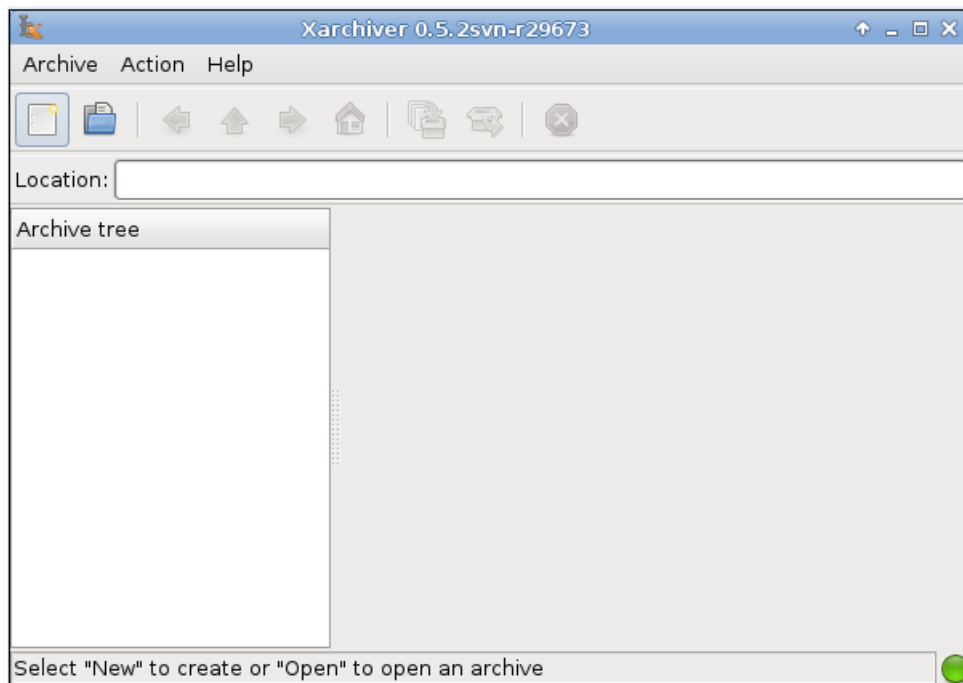 Xarchiver 0.5.2svn-r29673
Archive Action Help
Location:
Archive tree
Select "New" to create or "Open" to open an archive